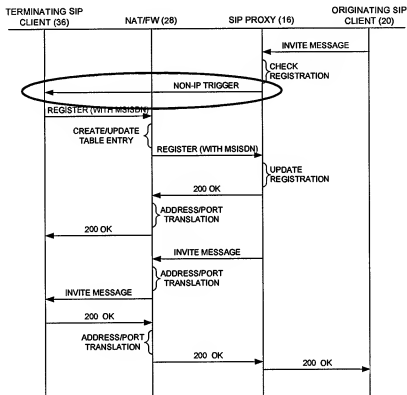 TERMINATING SIP
CLIENT (36)
NAT/FW (28)
SIP PROXY (16)
ORIGINATING SIP
CLIENT (20)
INVITE MESSAGE
CHECK
REGISTRATION
NON-IP TRIGGER
REGISTER (WITH MSISDN)
CREATE/UPDATE
TABLE ENTRY
REGISTER (WITH MSISDN)
UPDATE
REGISTRATION
200 OK
ADDRESS/PORT
TRANSLATION
200 OK
INVITE MESSAGE
ADDRESS/PORT
TRANSLATION
INVITE MESSAGE
200 OK
ADDRESS/PORT
TRANSLATION
200 OK
200 OK